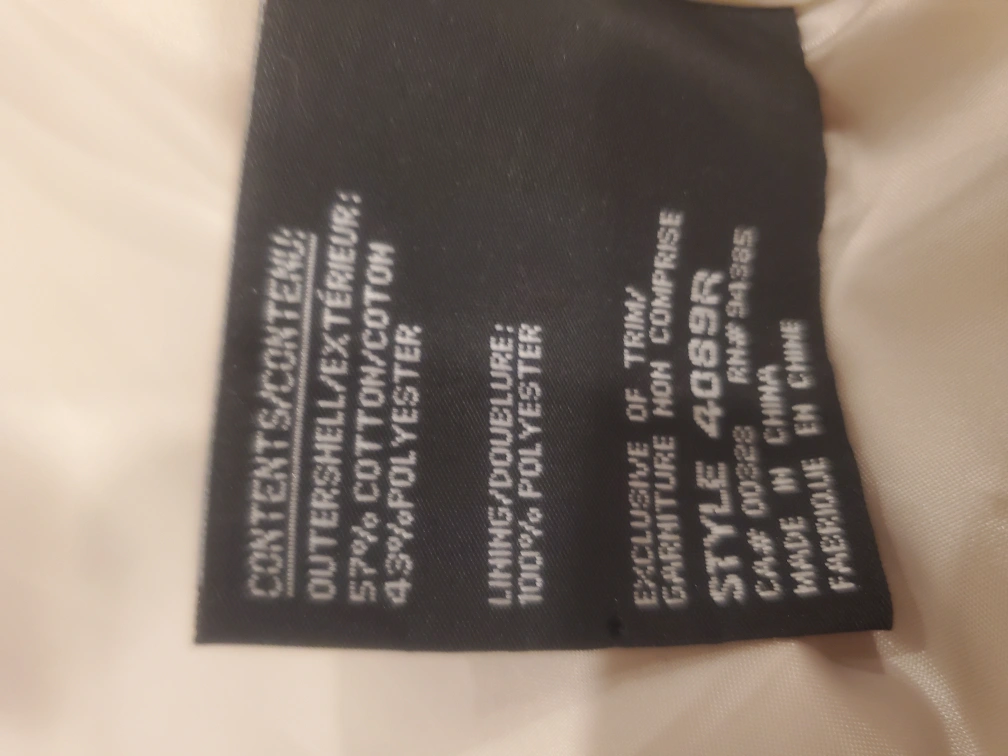 CONTENTS/CONTENU:
OUTERSHELL/EXTÉRIEUR:
57% COTTON/COTON
43%POLYESTER
LINING/DOUBLURE:
100% POLYESTER
EXCLUSIVE OF TRIM/
GARNITURE NON COMPRISE
STYLE 4089R
CA# 00328 RN# 94385
MADE IN CHINA
FABRIQUE EN CHINE